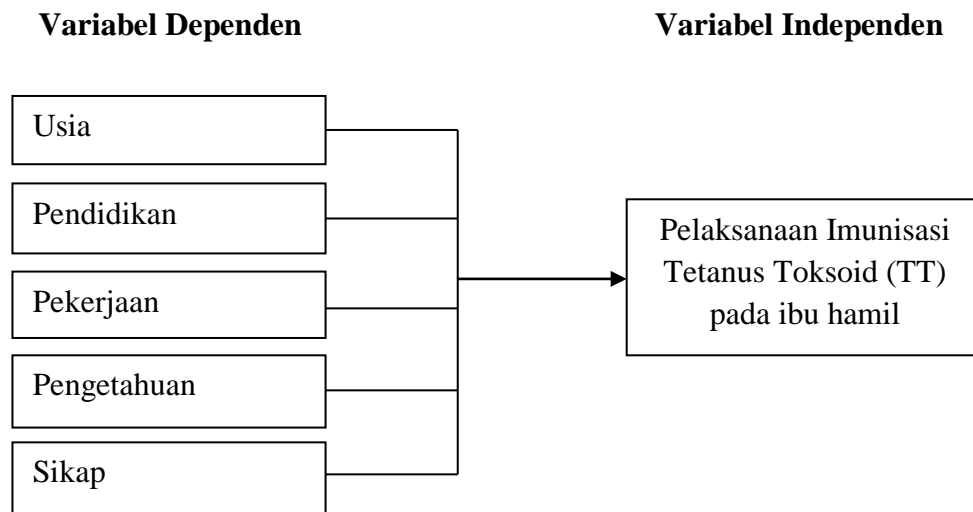 Variabel Dependen
Variabel Independen
Usia
Pendidikan
Pekerjaan
Pengetahuan
Sikap
Pelaksanaan Imunisasi
Tetanus Toksoid (TT)
pada ibu hamil